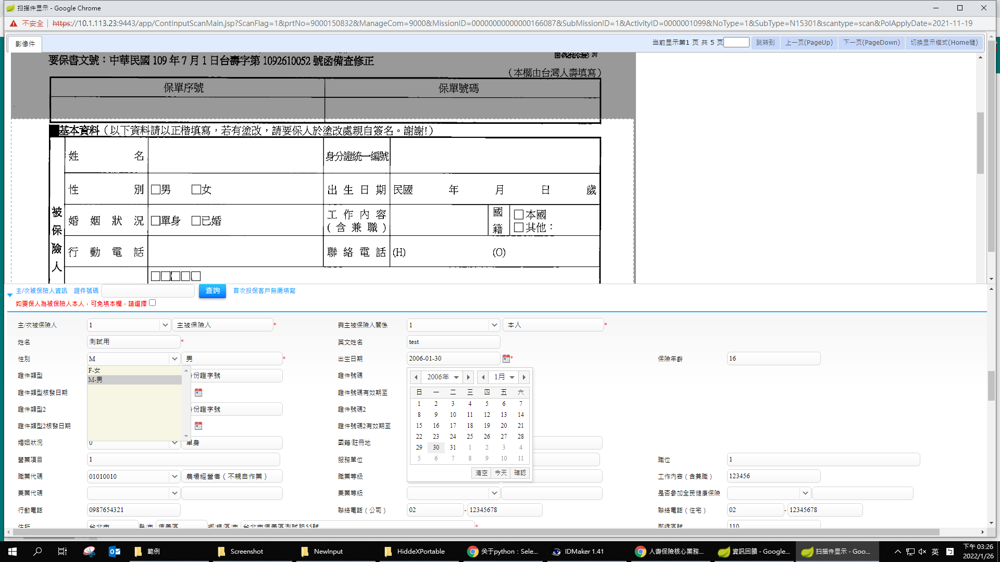 扫描件显示 - Google Chrome
不安全 | https://10.1.113.23:9443/app/ContInputScanMain.jsp?ScanFlag=1&prtNo=9000150832&ManageCom=9000&MissionID=00000000000000166087&SubMissionID=1&ActivityID=0000001099&NoType=1&SubType=N15301&scantype=scan&PolApplyDate=2021-11-19
影像件 当前显示第1 页 共 5 页 跳转到 上一页(PageUp) 下一页(PageDown) 切换显示模式(Home键)
要保書文號：中華民國 109 年 7 月 1 日台壽字第 1092610052 號函備查修正
（本欄由台灣人壽填寫）
保單序號 保單號碼
■基本資料（以下資料請以正楷填寫，若有塗改，請要保人於塗改處親自簽名。謝謝!）
被保險人
姓 名 身分證統一編號
性 別 □男 □女 出生日期 民國 年 月 日 歲
婚姻狀況 □單身 □已婚 工作內容(含兼職) 國籍 □本國 □其他：
行動電話 聯絡電話 (H) (O)
□□□□□
主/次被保險人資訊 證件號碼 查詢 首次投保客戶無需填寫
如要保人為被保險人本人，可免填本欄，請選擇
主/次被保險人 1 主被保險人 * 與主被保險人關係 1 本人 *
姓名 測試用 * 英文姓名 test
性別 M 男 * 出生日期 2006-01-30 * 保險年齡 16
F-女
M-男
證件類型 份證字號 證件號碼
證件類型核發日期 證件號碼有效期至
證件類型2 份證字號 證件號碼2
證件類型2核發日期 證件號碼2有效期至
2006年 1月
日 一 二 三 四 五 六
1 2 3 4 5 6 7
8 9 10 11 12 13 14
15 16 17 18 19 20 21
22 23 24 25 26 27 28
29 30 31 1 2 3 4
5 6 7 8 9 10 11
清空 今天 確認
婚姻狀況 0 單身 國籍/註冊地
營業項目 1 服務單位 職位 1
職業代碼 01010010 農場經營者（不親自作業） 職業等級 工作內容（含兼職） 123456
兼業代碼 兼業等級 是否參加全民健康保險
行動電話 0987654321 聯絡電話（公司） 02 - 12345678 聯絡電話（住宅） 02 - 12345678
住所 台北市 縣/市 信義區 鄉/鎮/區/市 台北市信義區測試路55號 * 郵遞區號 110
範例 Screenshot NewInput HiddeXPortable 关于python：Sele... IDMaker 1.41 人壽保險核心業務... 資訊回饋 - Google... 扫描件显示 - Goo... 英 下午 03:26
2022/1/26